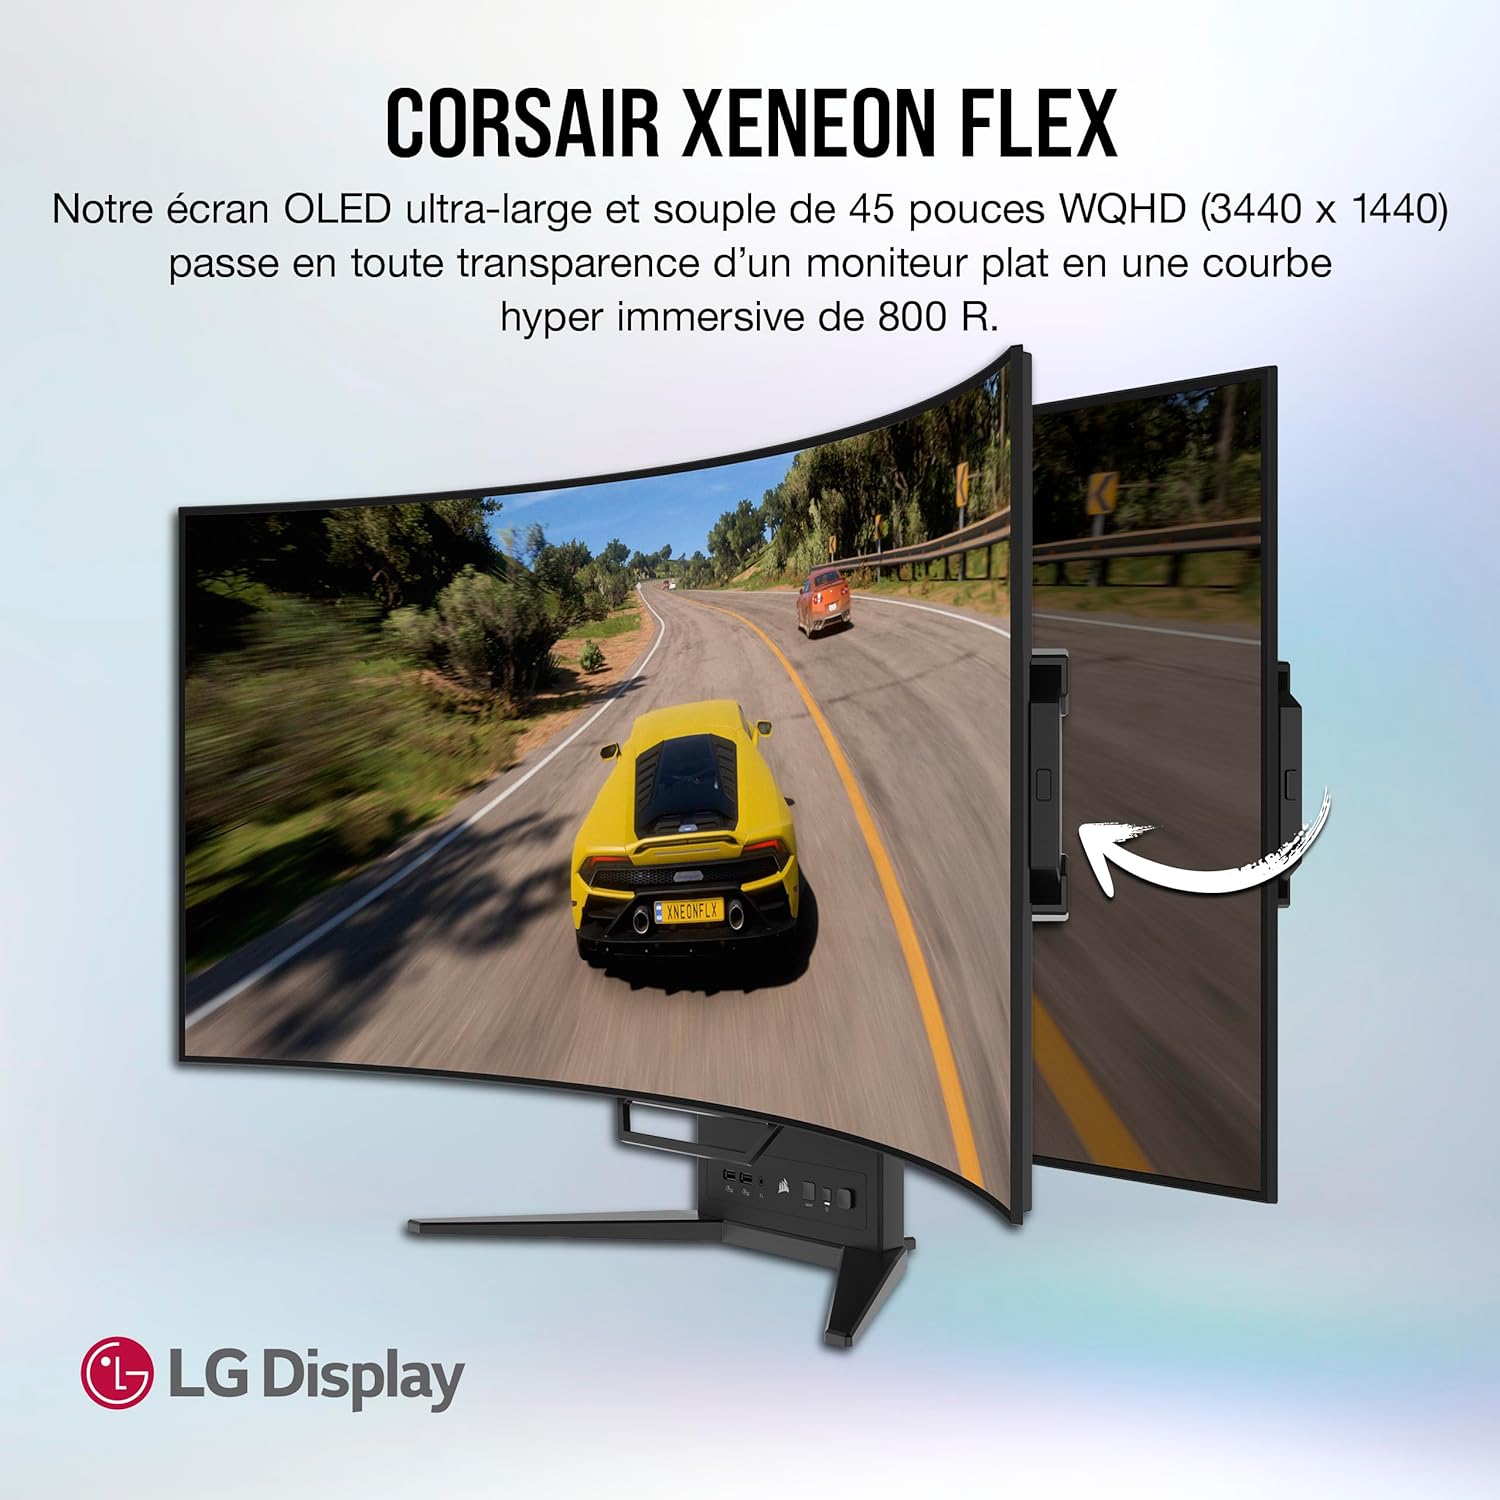 CORSAIR XENEON FLEX
Notre écran OLED ultra-large et souple de 45 pouces WQHD (3440 x 1440)
passe en toute transparence d’un moniteur plat en une courbe
hyper immersive de 800 R.
XNEONFLX
LG Display